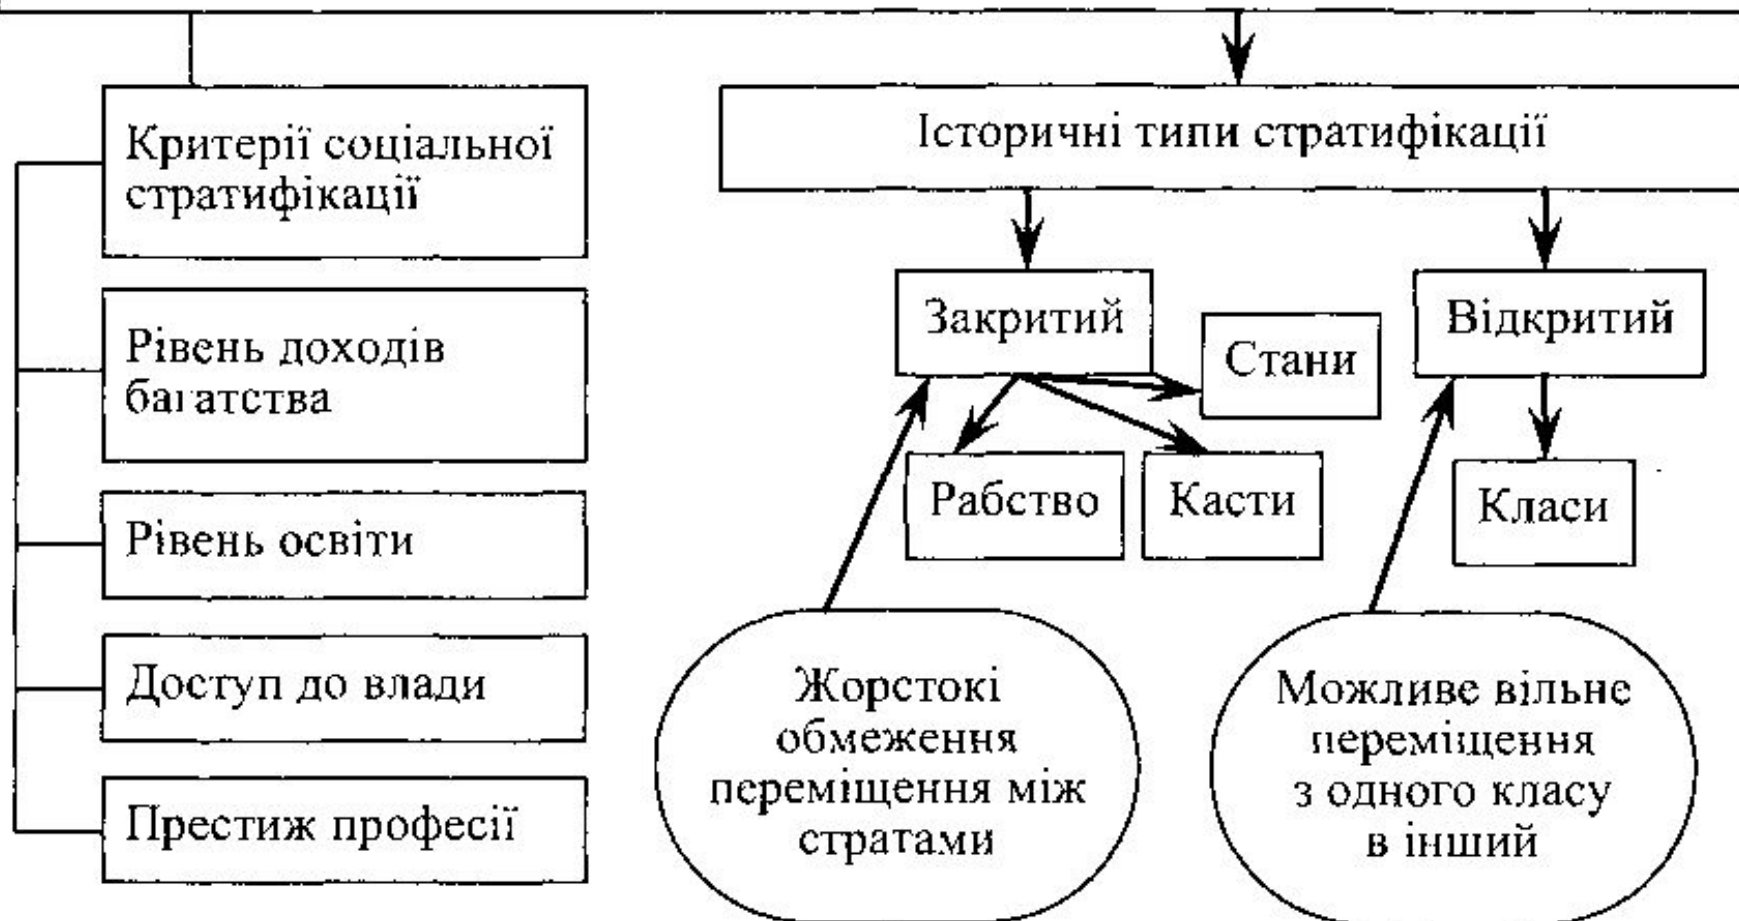 Критерії соціальної
стратифікації
Рівень доходів
багатства
Рівень освіти
Доступ до влади
Престиж професії
Історичні типи стратифікації
Закритий
Відкритий
Стани
Рабство
Касти
Класи
Жорстокі
обмеження
переміщення між
стратами
Можливе вільне
переміщення
з одного класу
в інший